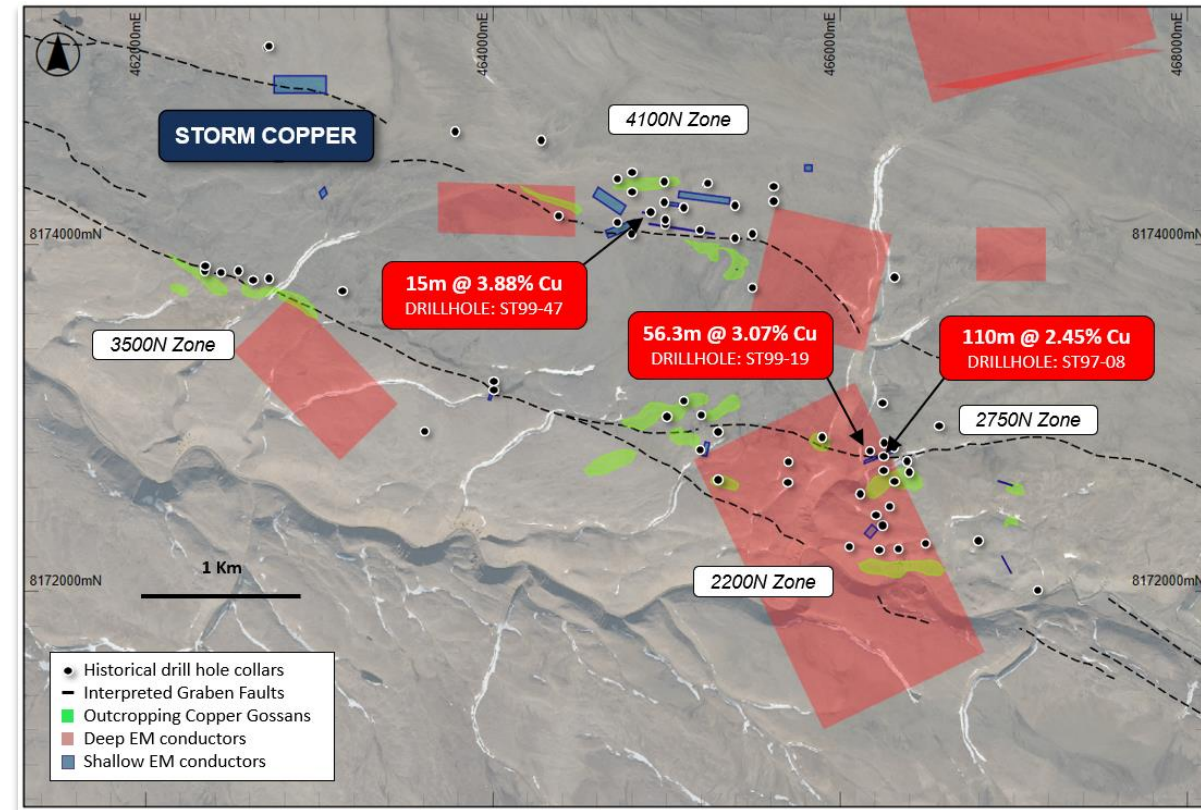 462000mE
464000mE
466000mE
468000mE
STORM COPPER
4100N Zone
8174000mN
8174000mN
15m @ 3.88% Cu
DRILLHOLE: ST99-47
56.3m @ 3.07% Cu
DRILLHOLE: ST99-19
110m @ 2.45% Cu
DRILLHOLE: ST97-08
3500N Zone
2750N Zone
1 Km
2200N Zone
8172000mN
8172000mN
Historical drill hole collars
Interpreted Graben Faults
Outcropping Copper Gossans
Deep EM conductors
Shallow EM conductors